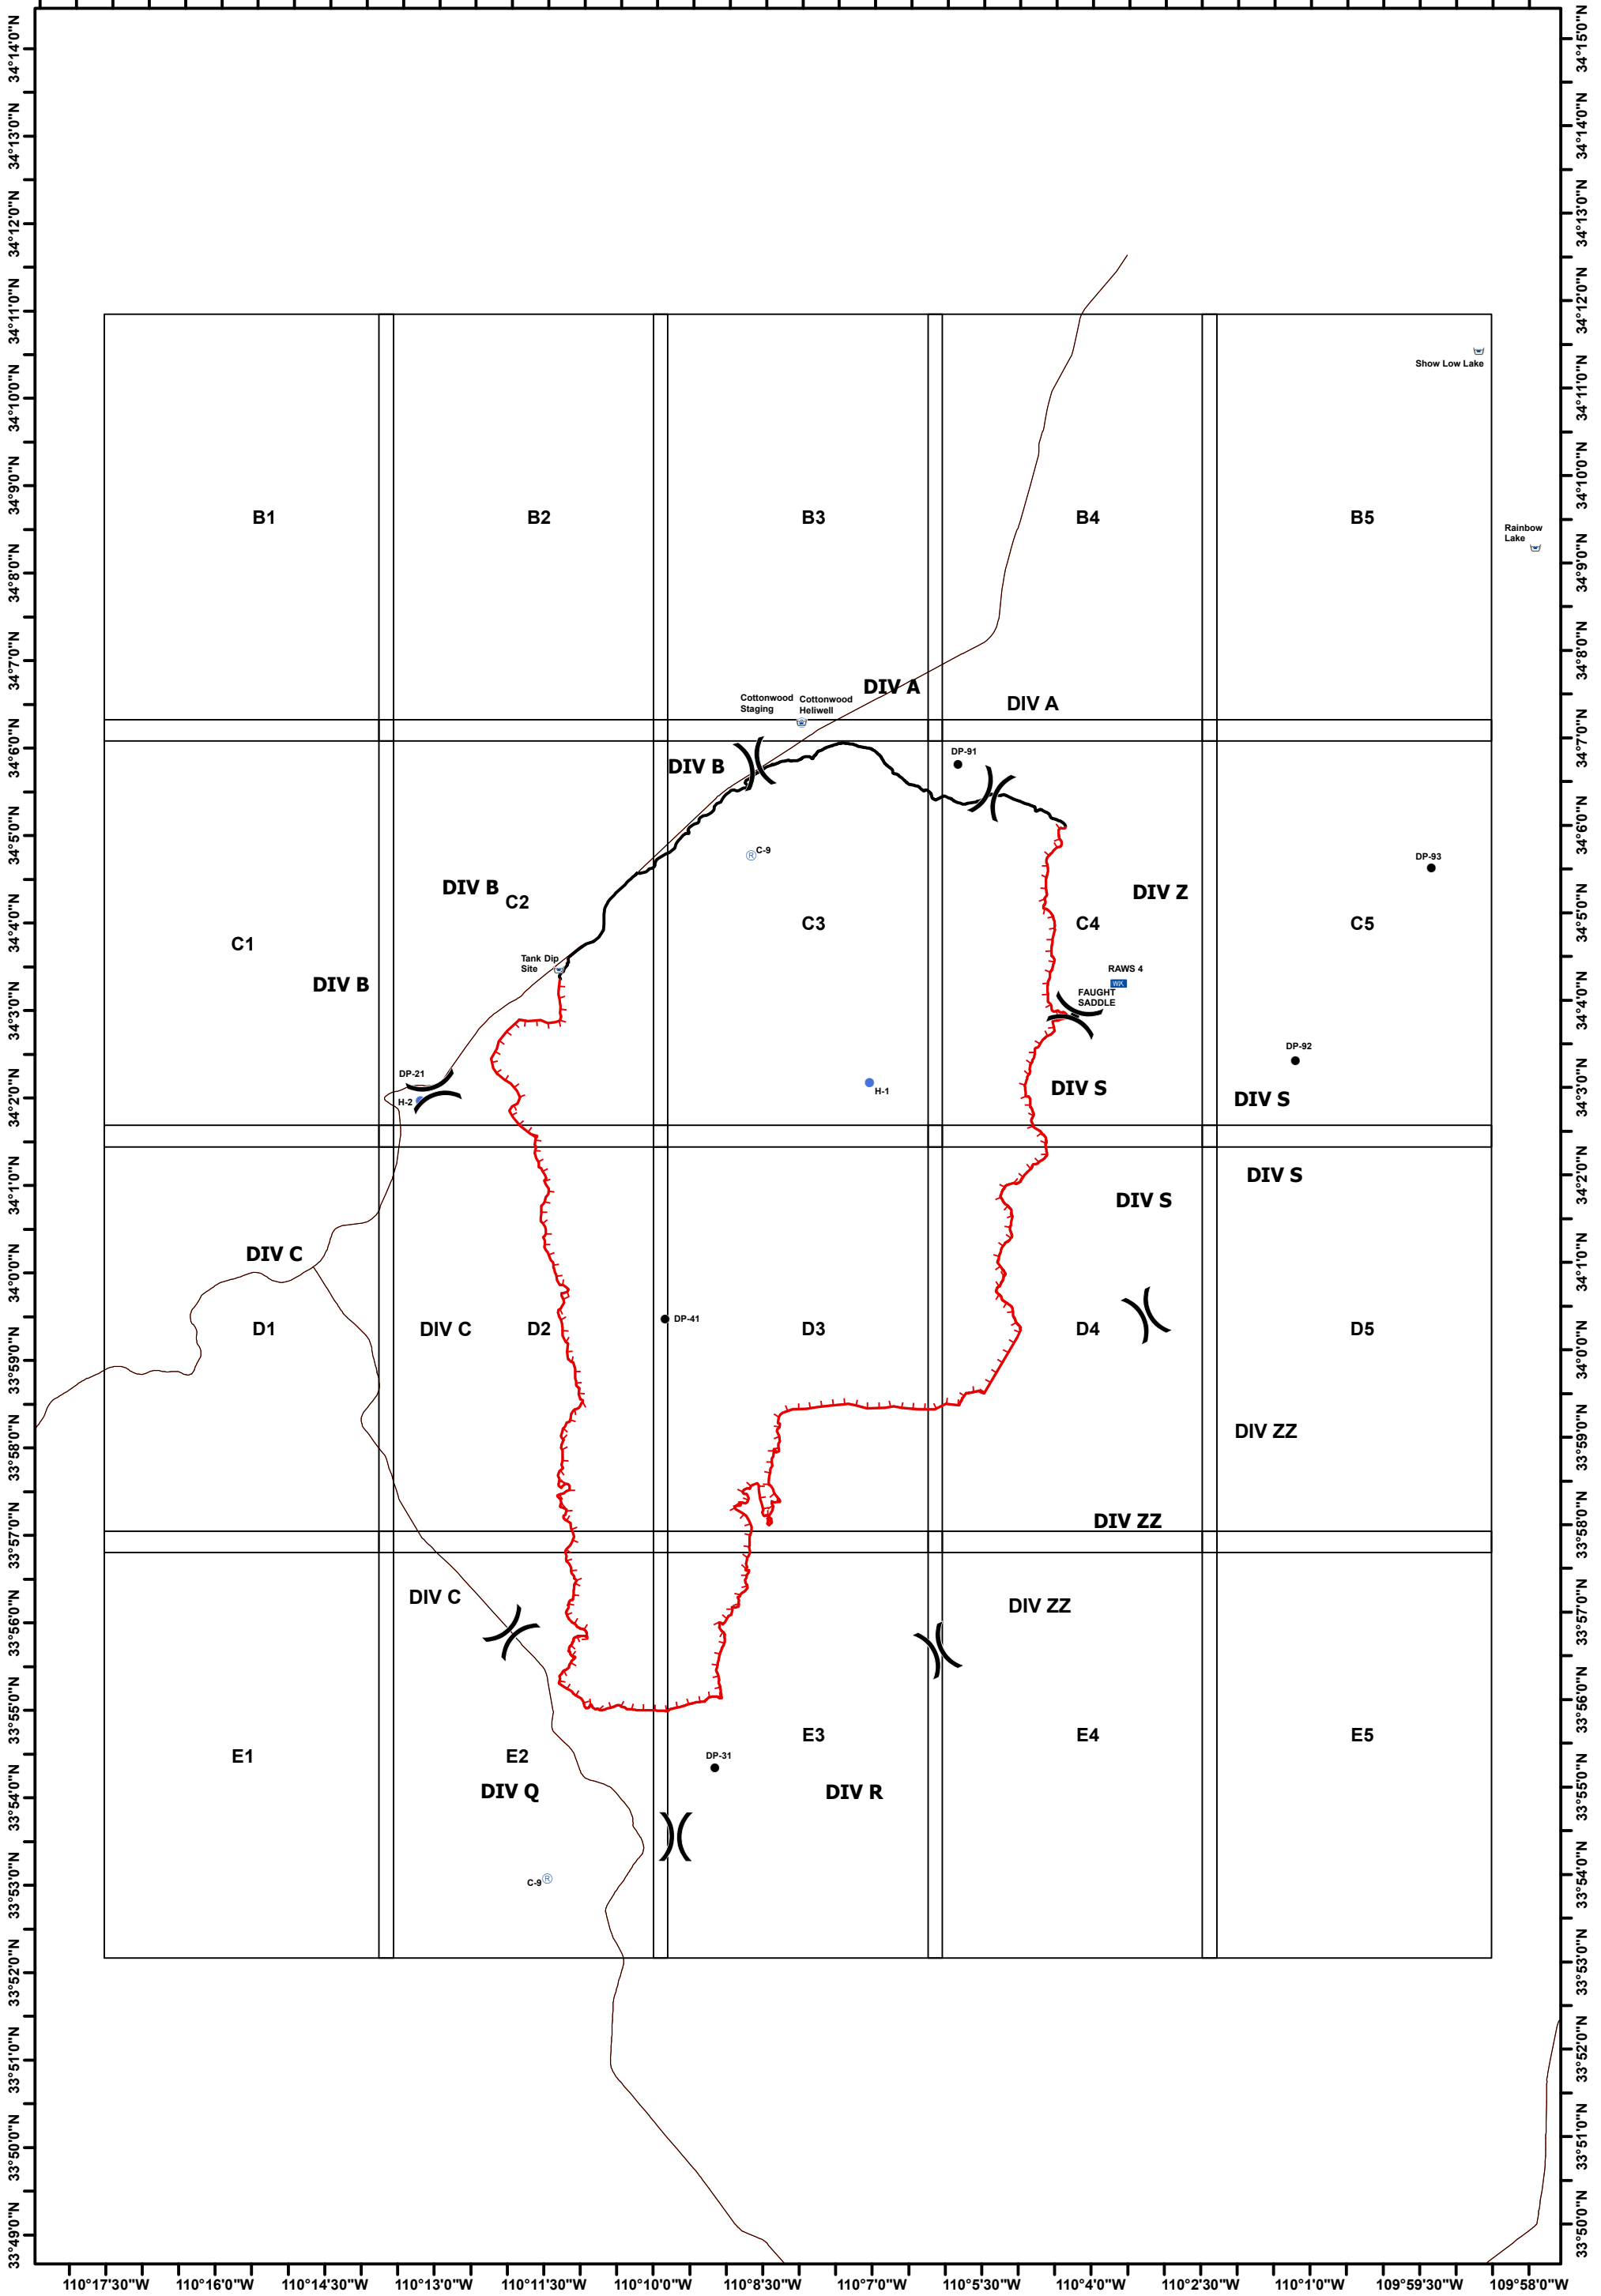 34°14'0"N
34°13'0"N
34°12'0"N
34°11'0"N
34°10'0"N
34°9'0"N
34°8'0"N
34°7'0"N
34°6'0"N
34°5'0"N
34°4'0"N
34°3'0"N
34°2'0"N
34°1'0"N
34°0'0"N
33°59'0"N
33°58'0"N
33°57'0"N
33°56'0"N
33°55'0"N
33°54'0"N
33°53'0"N
33°52'0"N
33°51'0"N
33°50'0"N
33°49'0"N
Show Low Lake
B1
B2
B3
B4
B5
Rainbow
Lake
DIV A
Cottonwood
Staging
Cottonwood
Heliwell
DIV A
DIV B
DP-91
R
C-9
DP-93
DIV B
C2
DIV Z
C1
C3
C4
C5
Tank Dip
Site
DIV B
RAWS 4
WX
FAUGHT
SADDLE
DP-92
DP-21
H-2
H-1
DIV S
DIV S
DIV S
DIV S
DIV C
D1
DIV C
D2
DP-41
D3
D4
D5
DIV ZZ
DIV ZZ
DIV C
DIV ZZ
E1
E2
DP-31
E3
E4
E5
DIV Q
DIV R
C-9
R
34°15'0"N
34°14'0"N
34°13'0"N
34°12'0"N
34°11'0"N
34°10'0"N
34°9'0"N
34°8'0"N
34°7'0"N
34°6'0"N
34°5'0"N
34°4'0"N
34°3'0"N
34°2'0"N
34°1'0"N
34°0'0"N
33°59'0"N
33°58'0"N
33°57'0"N
33°56'0"N
33°55'0"N
33°54'0"N
33°53'0"N
33°52'0"N
33°51'0"N
33°50'0"N
110°17'30"W
110°16'0"W
110°14'30"W
110°13'0"W
110°11'30"W
110°10'0"W
110°8'30"W
110°7'0"W
110°5'30"W
110°4'0"W
110°2'30"W
110°1'0"W
109°59'30"W
109°58'0"W